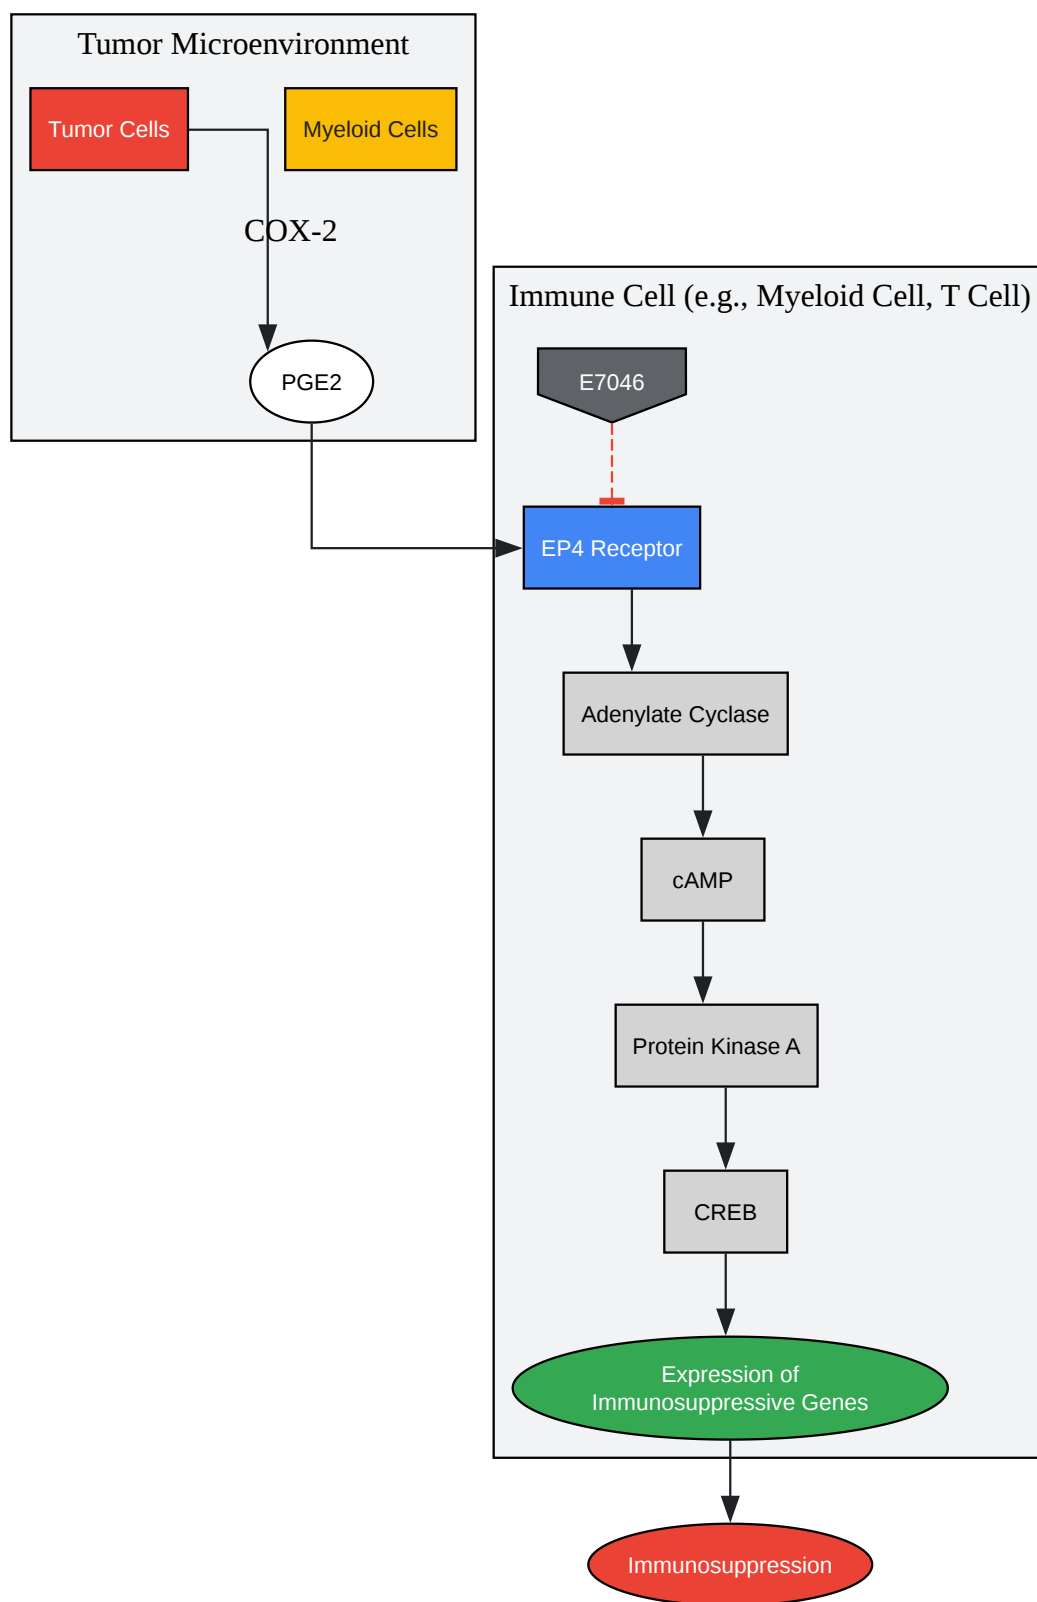 Tumor Microenvironment
Tumor Cells
Myeloid Cells
COX-2
PGE2
Immune Cell (e.g., Myeloid Cell, T Cell)
E7046
EP4 Receptor
Adenylate Cyclase
cAMP
Protein Kinase A
CREB
Expression of
Immunosuppressive Genes
Immunosuppression